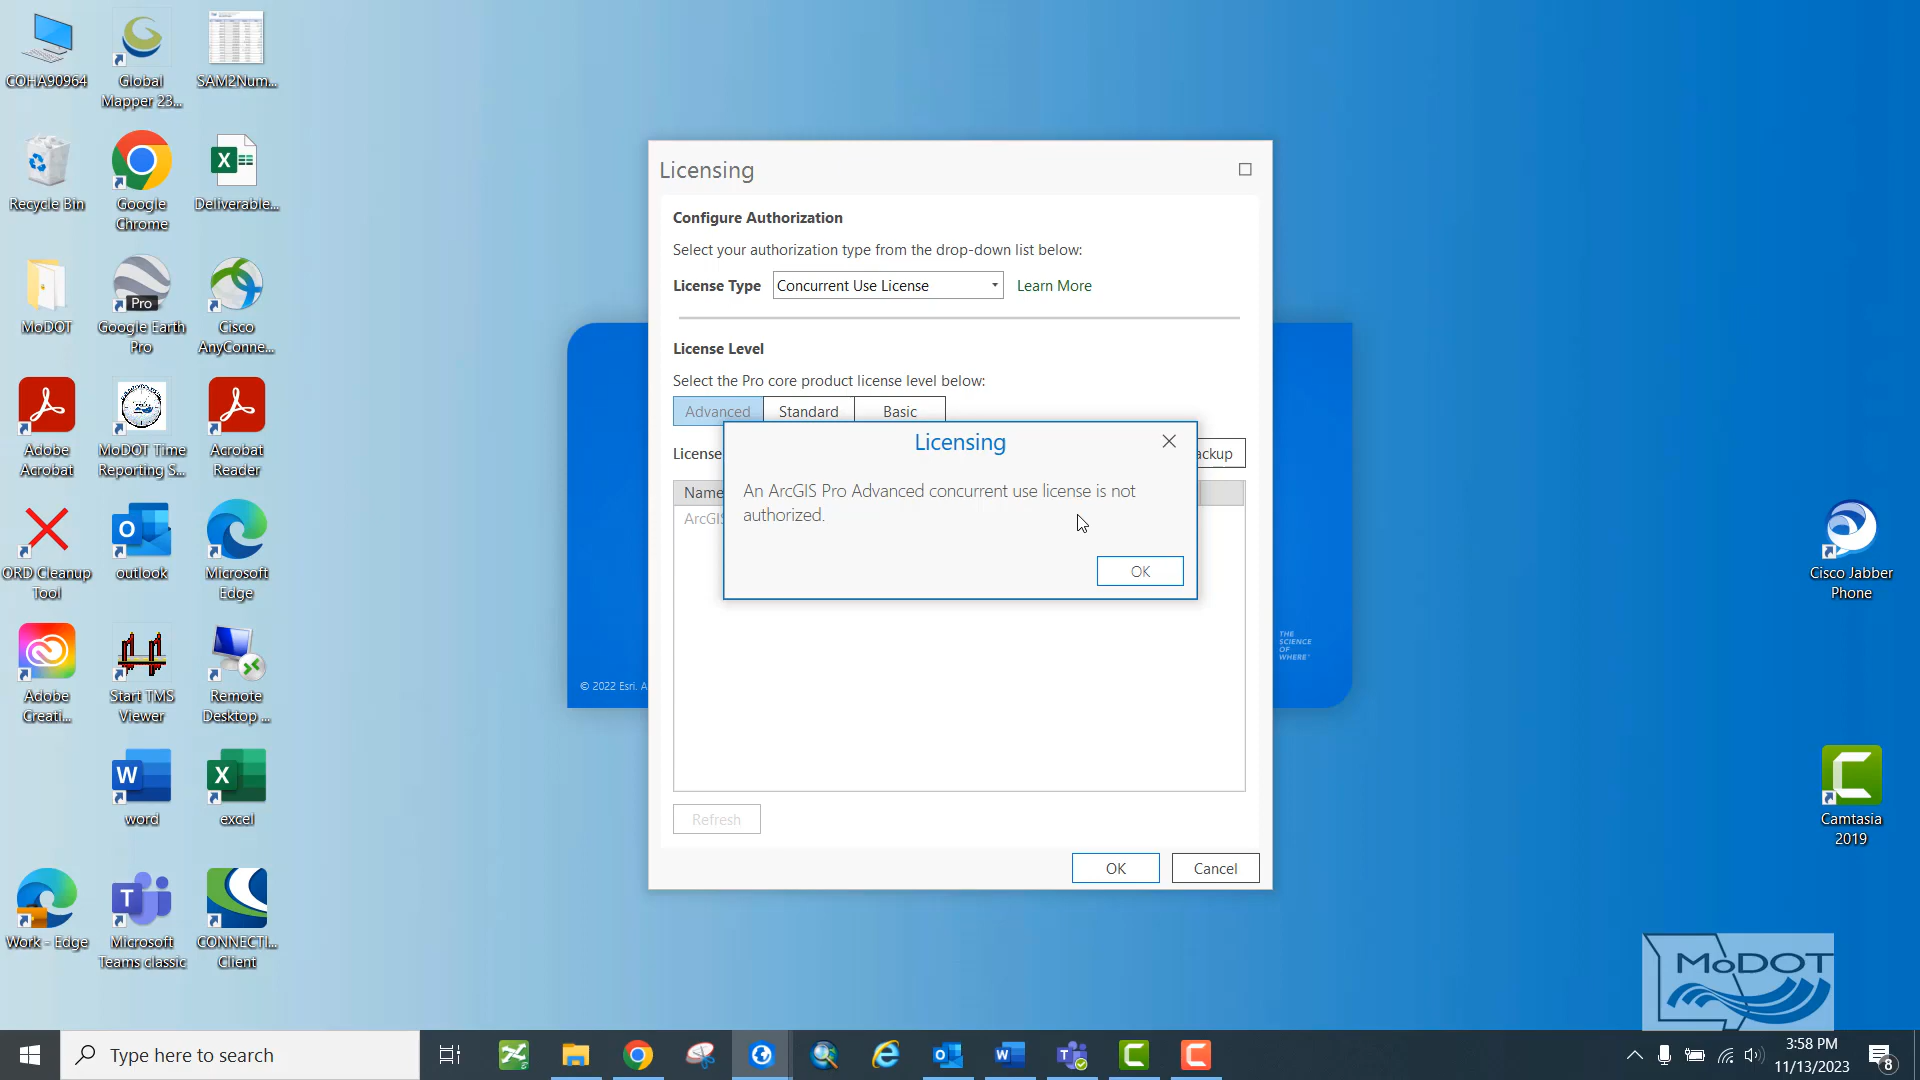 COHA90964
Global
Mapper 23...
SAM2Num...
Recycle Bin
Google
Chrome
Deliverable...
MoDOT
Pro
Google Earth
Pro
Cisco
AnyConne...
Adobe
Acrobat
MoDOT Time
Reporting S...
Acrobat
Reader
ORD Cleanup
Tool
outlook
Microsoft
Edge
Adobe
Creati...
Start TMS
Viewer
Remote
Desktop ...
word
excel
Work - Edge
Microsoft
Teams classic
CONNECTI...
Client
Licensing
Configure Authorization
Select your authorization type from the drop-down list below:
License Type
Concurrent Use License
Learn More
License Level
Select the Pro core product license level below:
Advanced
Standard
Basic
License
ackup
Name
ArcGIS
Licensing
An ArcGIS Pro Advanced concurrent use license is not
authorized.
OK
Refresh
OK
Cancel
© 2022 Esri. A
THE
SCIENCE
OF
WHERE
Cisco Jabber
Phone
Camtasia
2019
MODOT
Type here to search
3:58 PM
11/13/2023
8